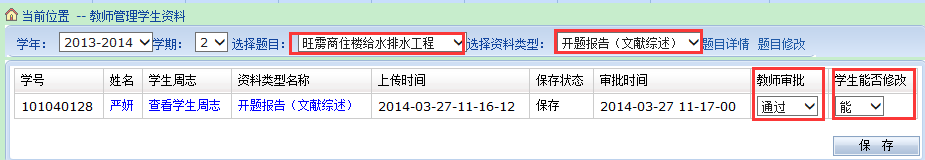 当前位置 -- 教师管理学生资料
学年: 2013-2014 学期: 2 选择题目: 旺霈商住楼给水排水工程 选择资料类型: 开题报告（文献综述） 题目详情 题目修改
学号 姓名 学生周志 资料类型名称 上传时间 保存状态 审批时间 教师审批 学生能否修改
101040128 严妍 查看学生周志 开题报告（文献综述） 2014-03-27-11-16-12 保存 2014-03-27 11-17-00 通过 能
保 存